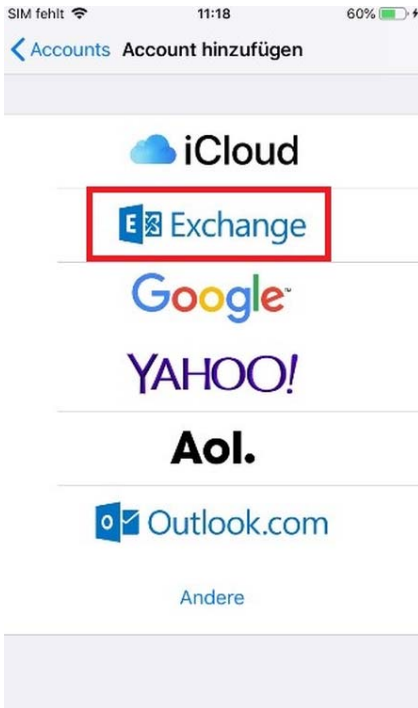 SIM fehlt 11:18 60%
Accounts Account hinzufügen
iCloud
E Exchange
Google
YAHOO!
Aol.
o Outlook.com
Andere